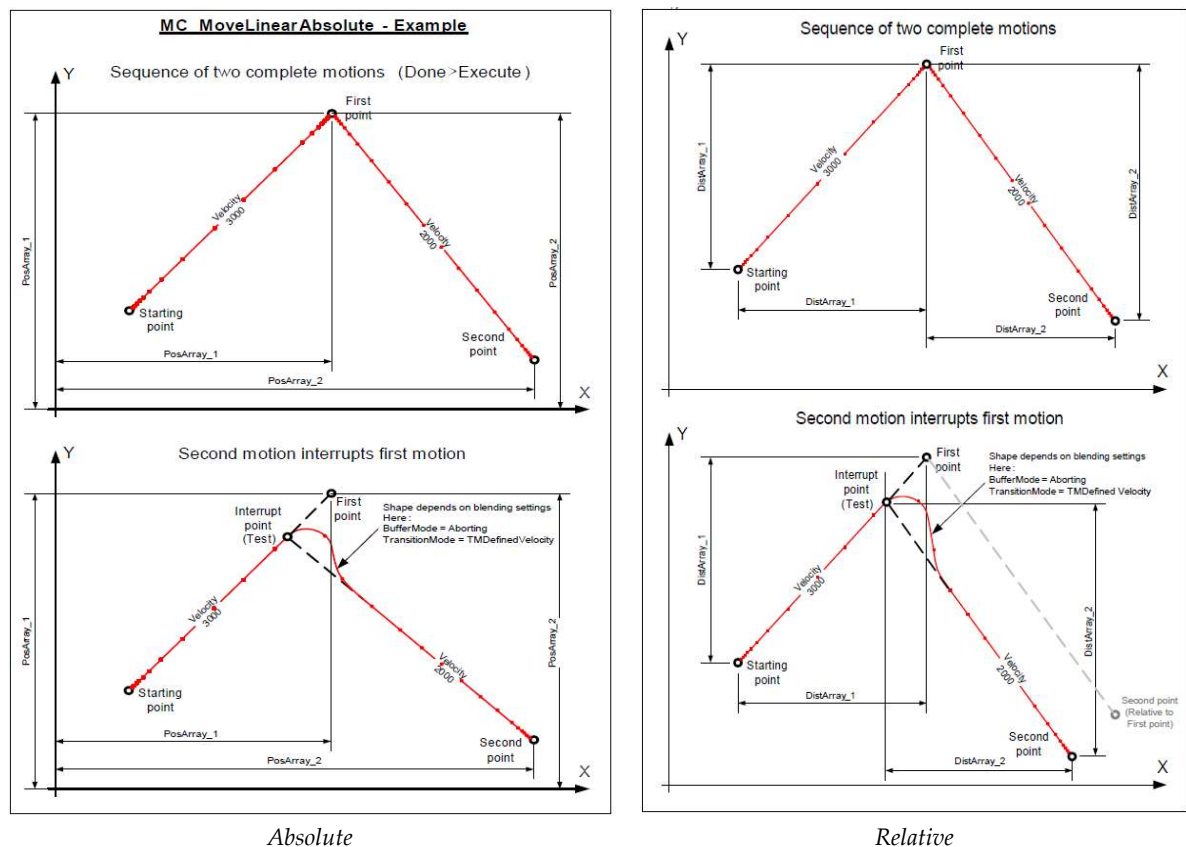 MC MoveLinearAbsolute - Example
Sequence of two complete motions (Done>Execute)
Y
First
point
Velocity
3000
Velocity
2000
PosArray_1
PosArray_2
Starting
point
Second
point
PosArray_1
PosArray_2
X
Second motion interrupts first motion
Y
First
point
Interrupt
point
(Test)
Shape depends on blending settings
Here :
BufferMode = Aborting
TransitionMode = TMDefinedVelocity
Velocity
3000
Velocity
2000
PosArray_1
PosArray_2
Starting
point
Second
point
PosArray_1
PosArray_2
X
Absolute
Sequence of two complete motions
Y
First
point
DistArray_1
Velocity
3000
Velocity
2000
DistArray_2
Starting
point
Second
point
DistArray_1
DistArray_2
X
Second motion interrupts first motion
Y
First
point
Interrupt
point
(Test)
Shape depends on blending settings
Here :
BufferMode = Aborting
TransitionMode = TMDefined Velocity
DistArray_1
Velocity
3000
Velocity
2000
DistArray_2
Starting
point
DistArray_1
Second point
(Relative to
First point)
Second
point
DistArray_2
X
Relative